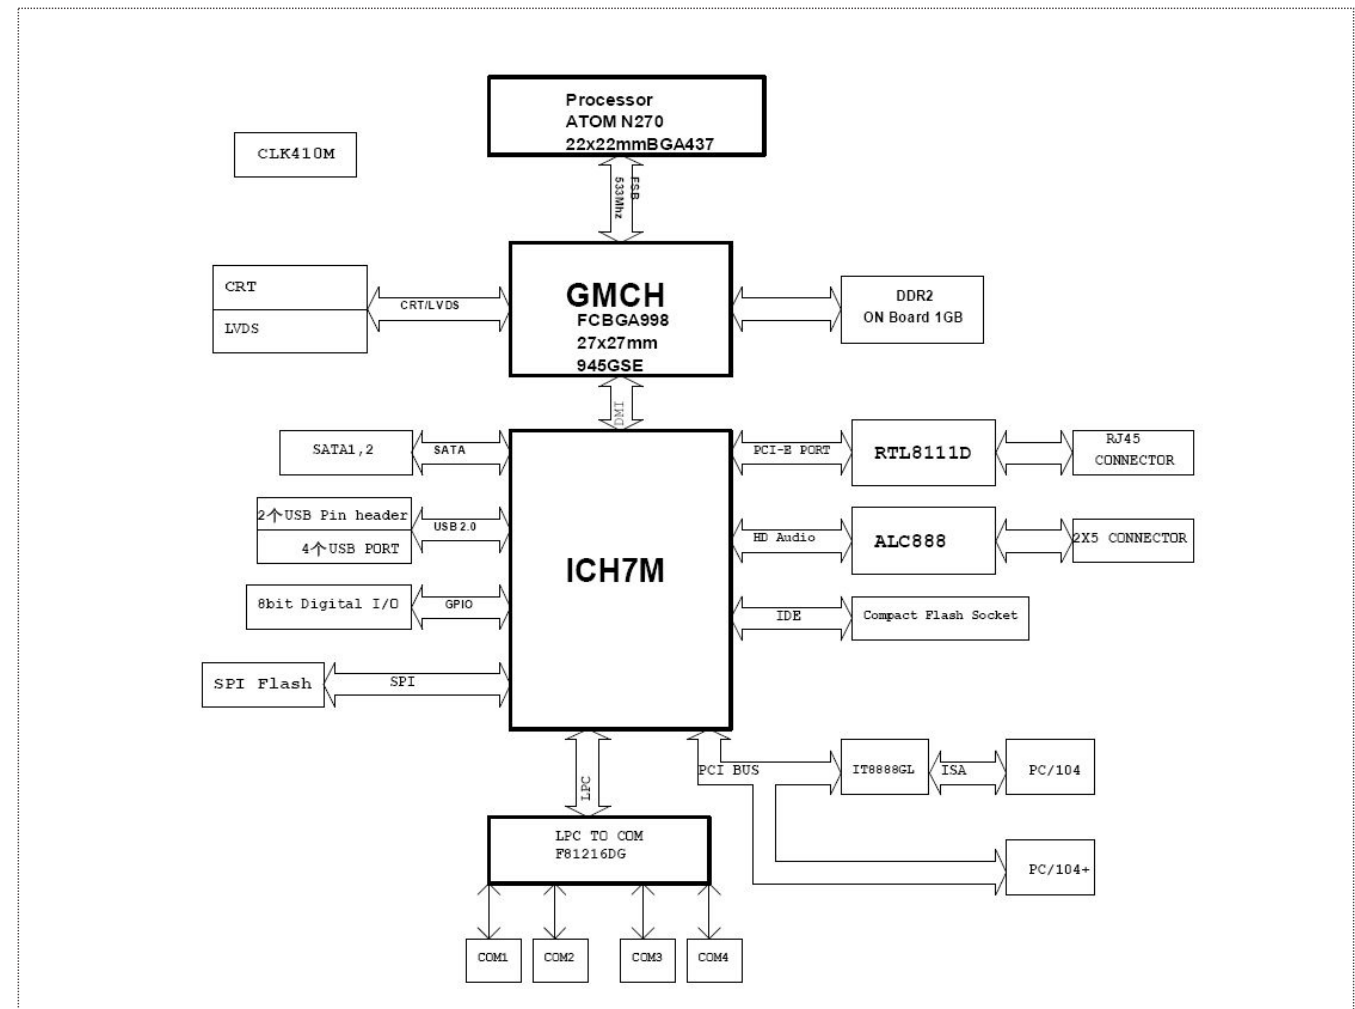 Processor
ATOM N270
22x22mmBGA437
CLK410M
FSB
533Mhz
CRT
LVDS
CRT/LVDS
GMCH
FCBGA998
27x27mm
945GSE
DDR2
ON Board 1GB
DMI
SATA1,2
SATA
PCI-E PORT
RTL8111D
RJ45
CONNECTOR
2个USB Pin header
4个USB PORT
USB 2.0
ICH7M
HD Audio
ALC888
2X5 CONNECTOR
8bit Digital I/O
GPIO
IDE
Compact Flash Socket
SPI Flash
SPI
LPC
PCI BUS
IT8888GL
ISA
PC/104
LPC TO COM
F81216DG
PC/104+
COM1
COM2
COM3
COM4